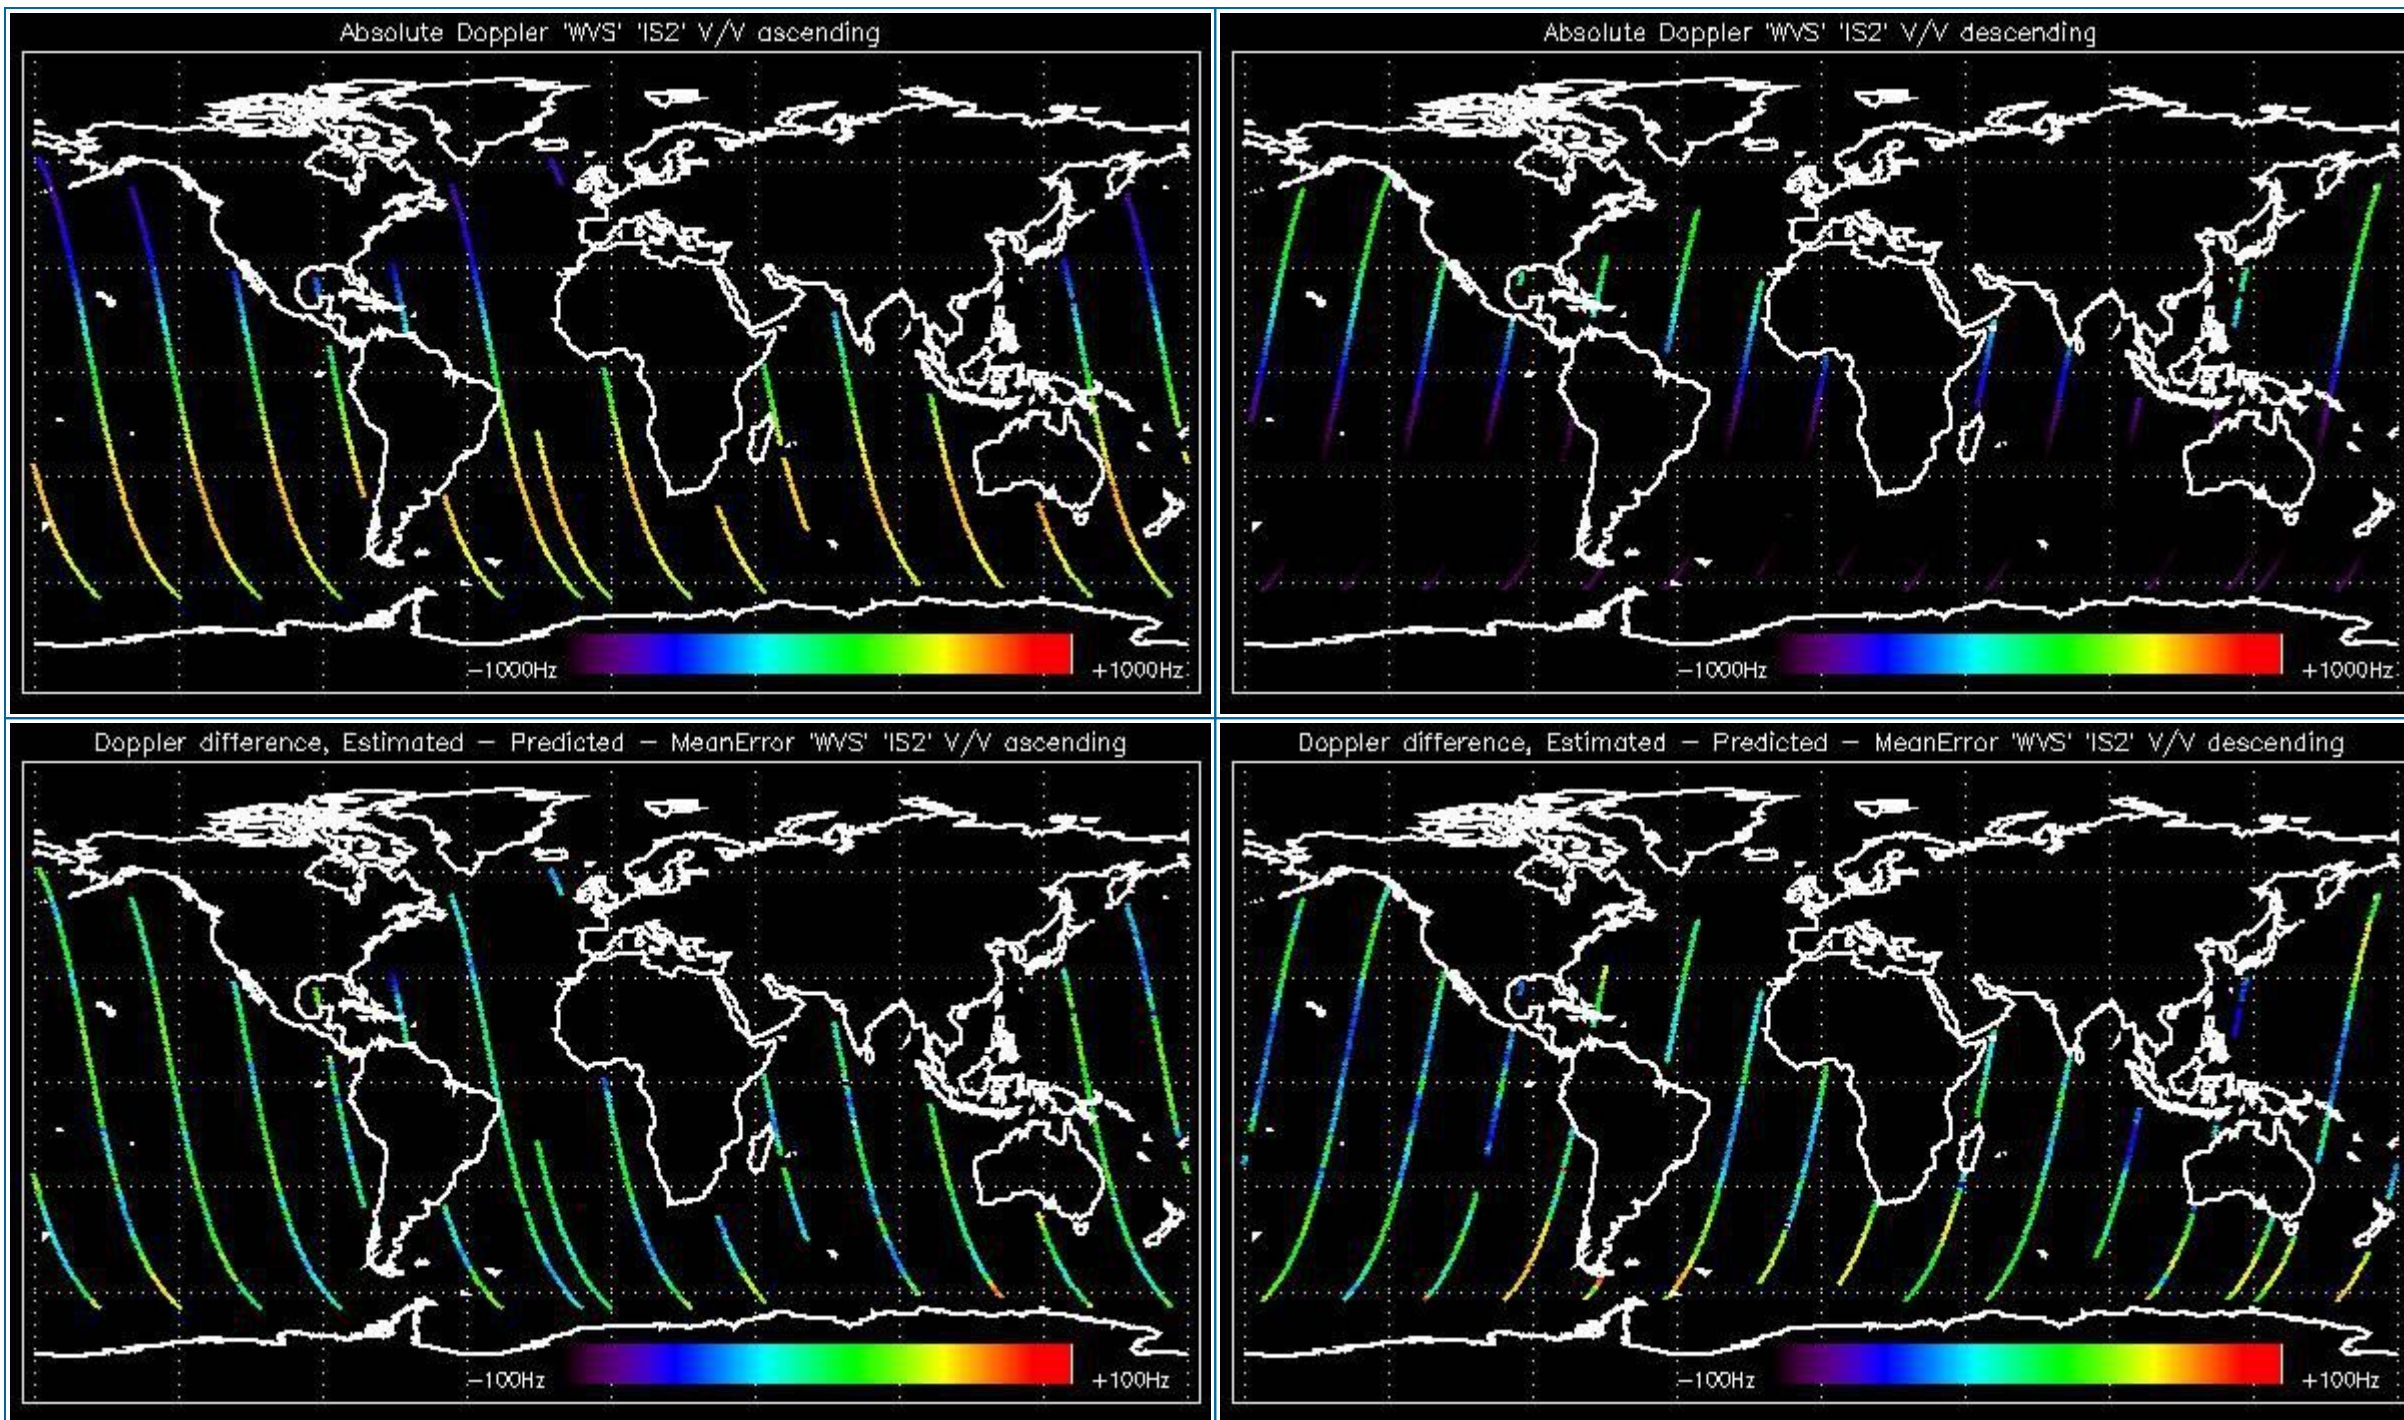 Absolute Doppler 'WVS' 'IS2' V/V ascending
−1000Hz +1000Hz
Absolute Doppler 'WVS' 'IS2' V/V descending
−1000Hz +1000Hz
Doppler difference, Estimated − Predicted − MeanError 'WVS' 'IS2' V/V ascending
−100Hz +100Hz
Doppler difference, Estimated − Predicted − MeanError 'WVS' 'IS2' V/V descending
−100Hz +100Hz